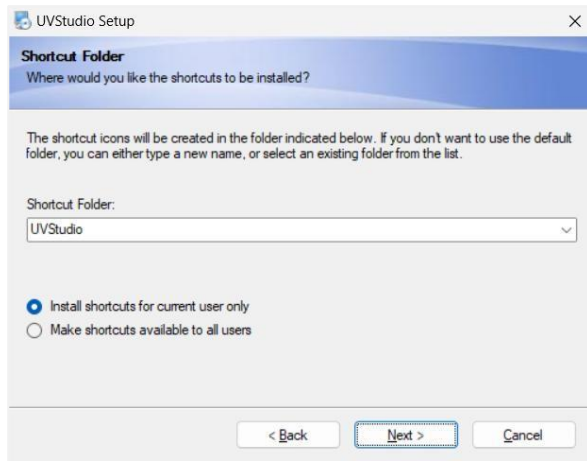 UVStudio Setup
Shortcut Folder
Where would you like the shortcuts to be installed?
The shortcut icons will be created in the folder indicated below. If you don't want to use the default
folder, you can either type a new name, or select an existing folder from the list.
Shortcut Folder:
UVStudio
Install shortcuts for current user only
Make shortcuts available to all users
< Back
Next >
Cancel